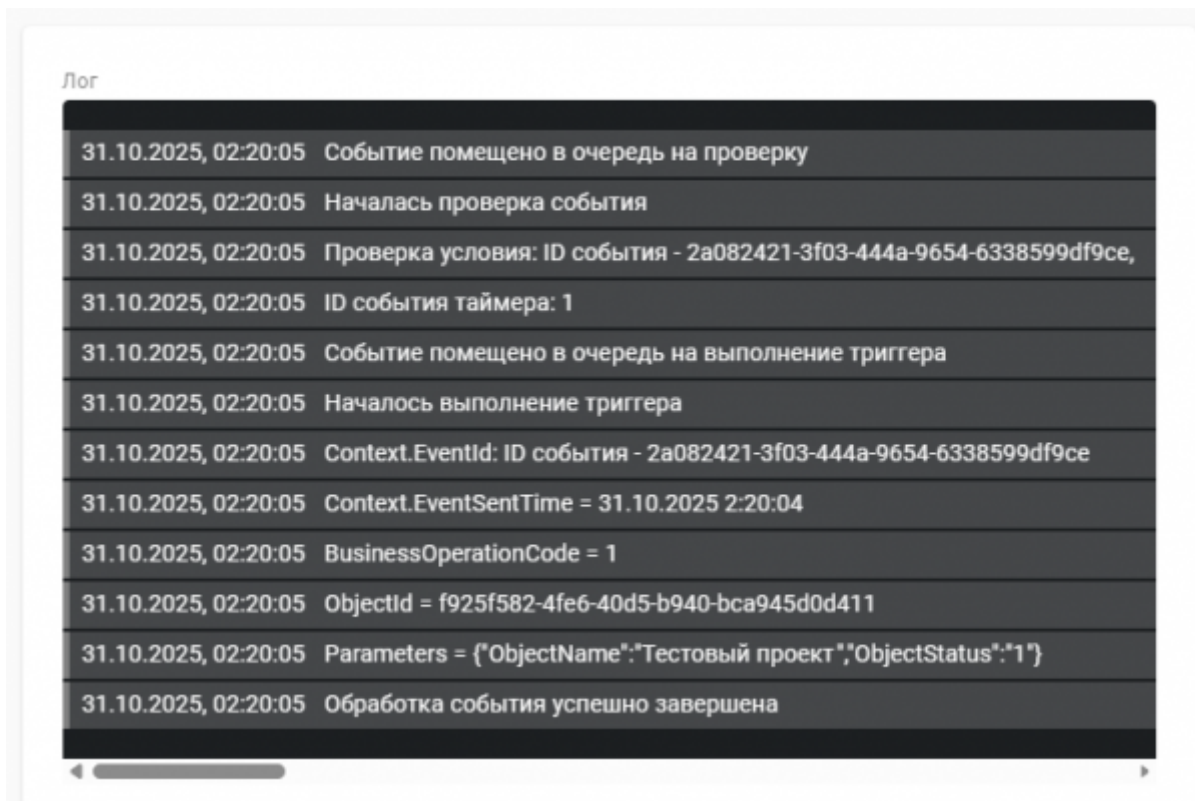 Лог
31.10.2025, 02:20:05 Событие помещено в очередь на проверку
31.10.2025, 02:20:05 Началась проверка события
31.10.2025, 02:20:05 Проверка условия: ID события - 2a082421-3f03-444a-9654-6338599df9ce,
31.10.2025, 02:20:05 ID события таймера: 1
31.10.2025, 02:20:05 Событие помещено в очередь на выполнение триггера
31.10.2025, 02:20:05 Началось выполнение триггера
31.10.2025, 02:20:05 Context.EventId: ID события - 2a082421-3f03-444a-9654-6338599df9ce
31.10.2025, 02:20:05 Context.EventSentTime = 31.10.2025 2:20:04
31.10.2025, 02:20:05 BusinessOperationCode = 1
31.10.2025, 02:20:05 ObjectId = f925f582-4fe6-40d5-b940-bca945d0d411
31.10.2025, 02:20:05 Parameters = {"ObjectName":"Тестовый проект","ObjectStatus":"1"}
31.10.2025, 02:20:05 Обработка события успешно завершена